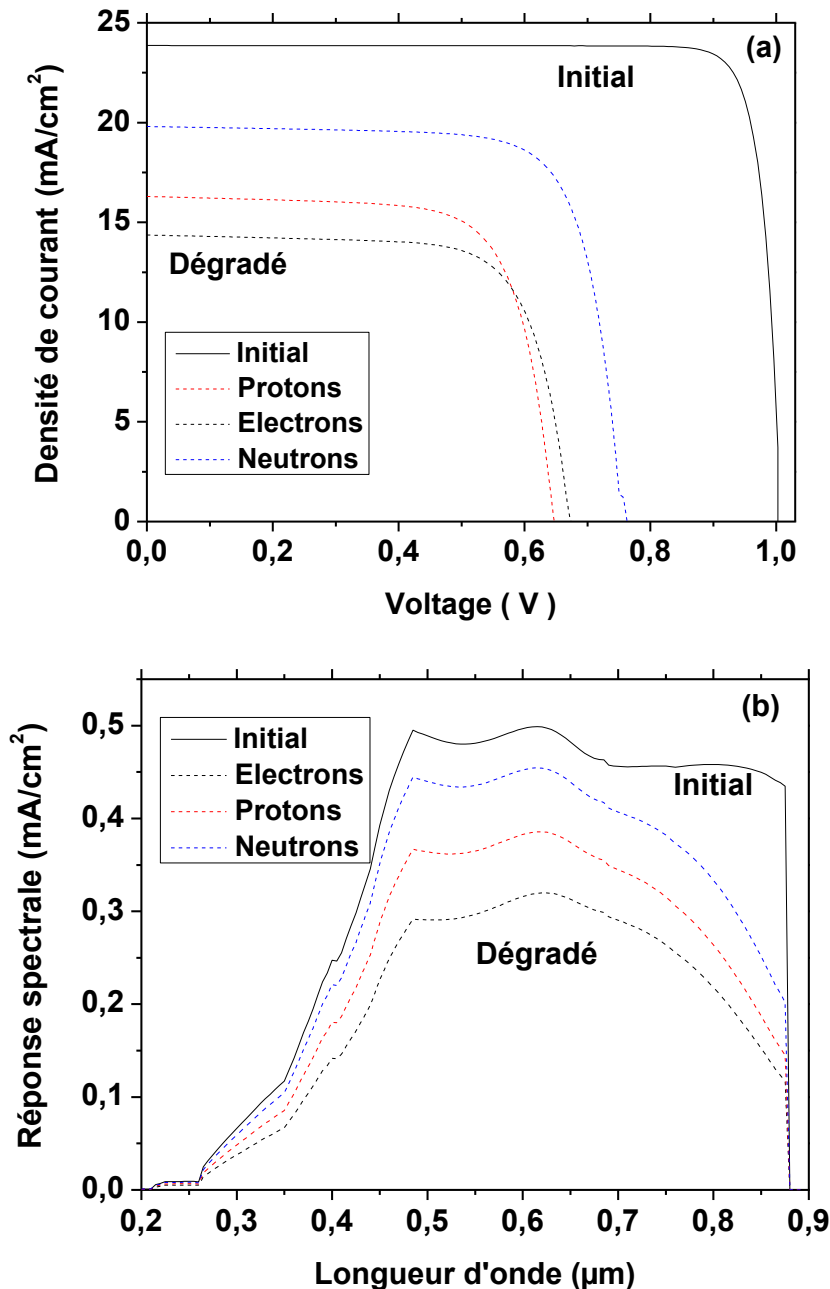 25
20
15
10
5
0
Densité de courant (mA/cm²)
(a)
Initial
Dégradé
Initial
Protons
Electrons
Neutrons
0,0 0,2 0,4 0,6 0,8 1,0
Voltage ( V )
0,5
0,4
0,3
0,2
0,1
0,0
Réponse spectrale (mA/cm²)
(b)
Initial
Electrons
Protons
Neutrons
Initial
Dégradé
0,2 0,3 0,4 0,5 0,6 0,7 0,8 0,9
Longueur d'onde (µm)